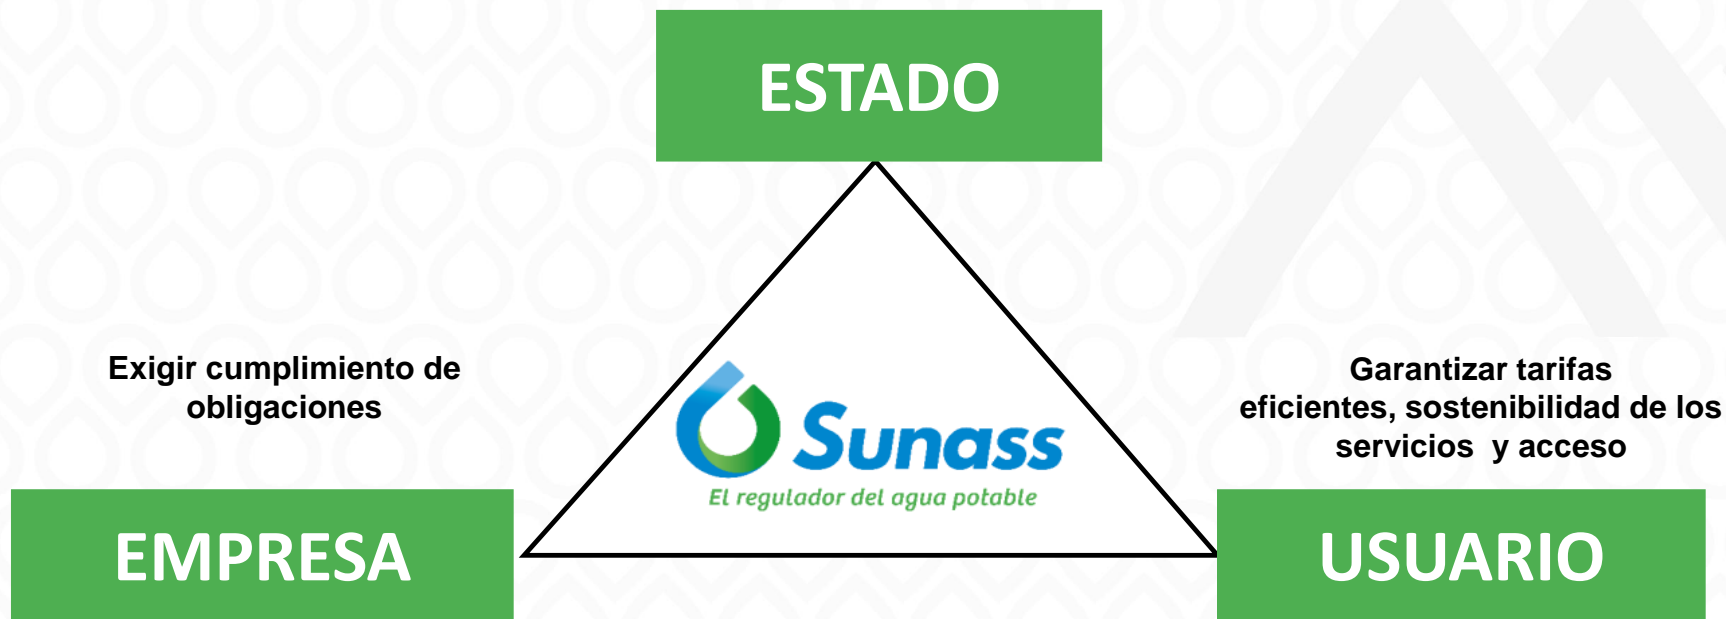 ESTADO
Exigir cumplimiento de
obligaciones
Garantizar tarifas
eficientes, sostenibilidad de los
servicios y acceso
Sunass
El regulador del agua potable
EMPRESA
USUARIO